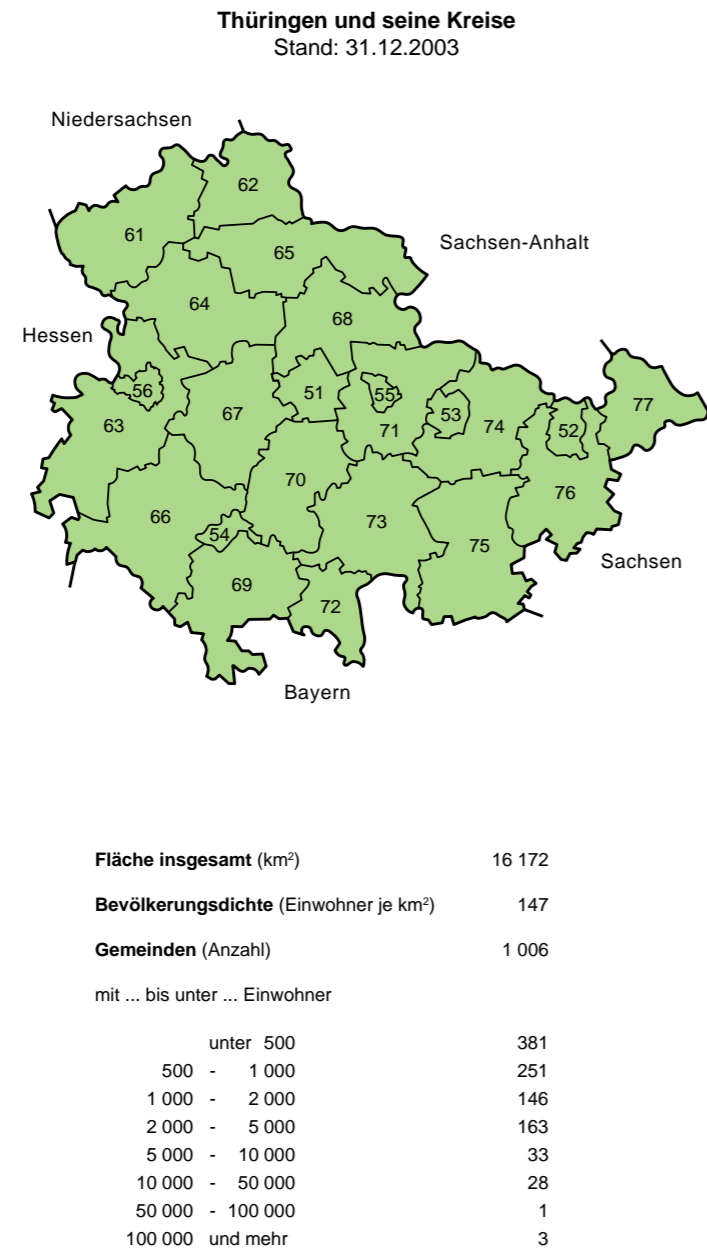 Thüringen und seine Kreise
Stand: 31.12.2003
Niedersachsen
62
61
65
Sachsen-Anhalt
64
68
Hessen
56
51
55
77
63
67
71
53
74
52
70
76
66
54
73
75
Sachsen
69
72
Bayern
Fläche insgesamt (km²) 16 172
Bevölkerungsdichte (Einwohner je km²) 147
Gemeinden (Anzahl) 1 006
mit ... bis unter ... Einwohner
unter 500 381
500 - 1 000 251
1 000 - 2 000 146
2 000 - 5 000 163
5 000 - 10 000 33
10 000 - 50 000 28
50 000 - 100 000 1
100 000 und mehr 3